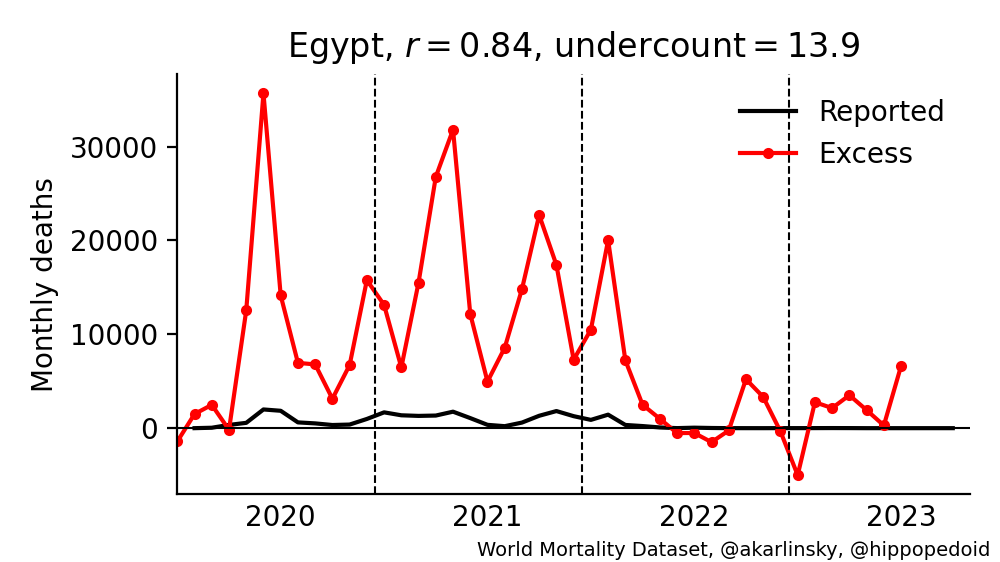 Egypt, r = 0.84, undercount = 13.9
Reported
Excess
Monthly deaths
30000
20000
10000
0
2020 2021 2022 2023
World Mortality Dataset, @akarlinsky, @hippopedoid